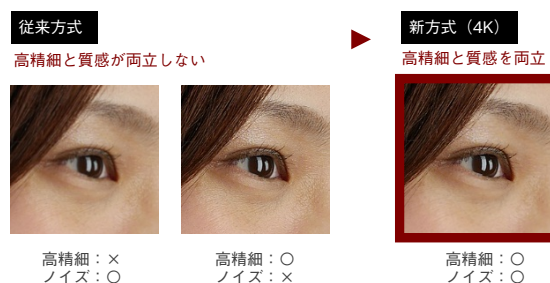 従来方式
高精細と質感が両立しない
▶
新方式（4K）
高精細と質感を両立
高精細：×
ノイズ：○
高精細：○
ノイズ：×
高精細：○
ノイズ：○